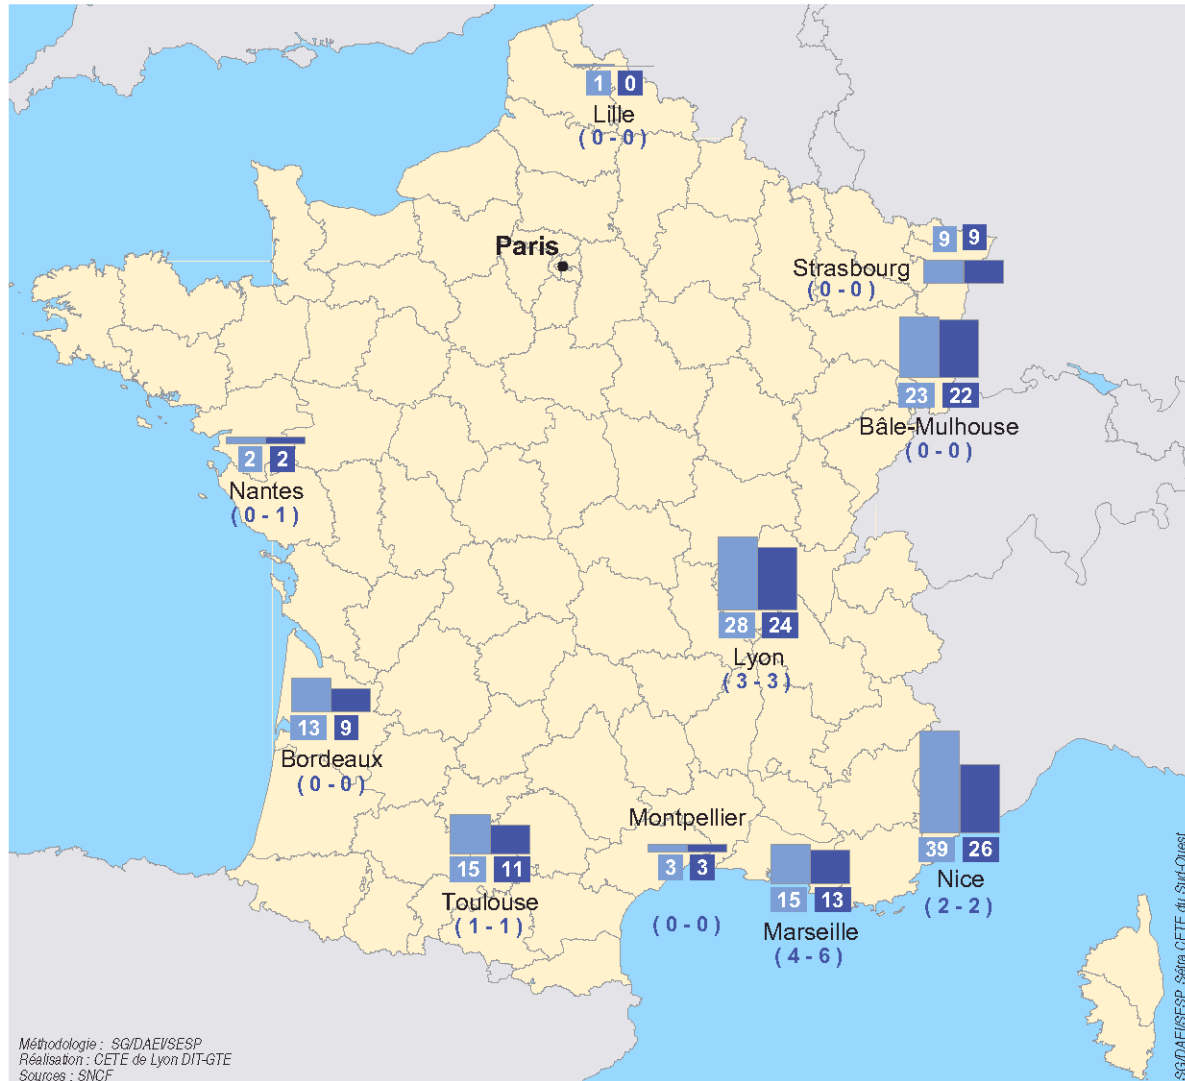 1 0
Lille
( 0 - 0 )
Paris
9 9
Strasbourg
( 0 - 0 )
23 22
Bâle-Mulhouse
( 0 - 0 )
2 2
Nantes
( 0 - 1 )
28 24
Lyon
( 3 - 3 )
13 9
Bordeaux
( 0 - 0 )
15 11
Toulouse
( 1 - 1 )
Montpellier
3 3
( 0 - 0 )
15 13
Marseille
( 4 - 6 )
39 26
Nice
( 2 - 2 )
Méthodologie : SG/DAEI/SESP
Réalisation : CETE de Lyon DIT-GTE
Sources : SNCF
SG/DAEI/SESP, Sétra CETE du Sud-Ouest